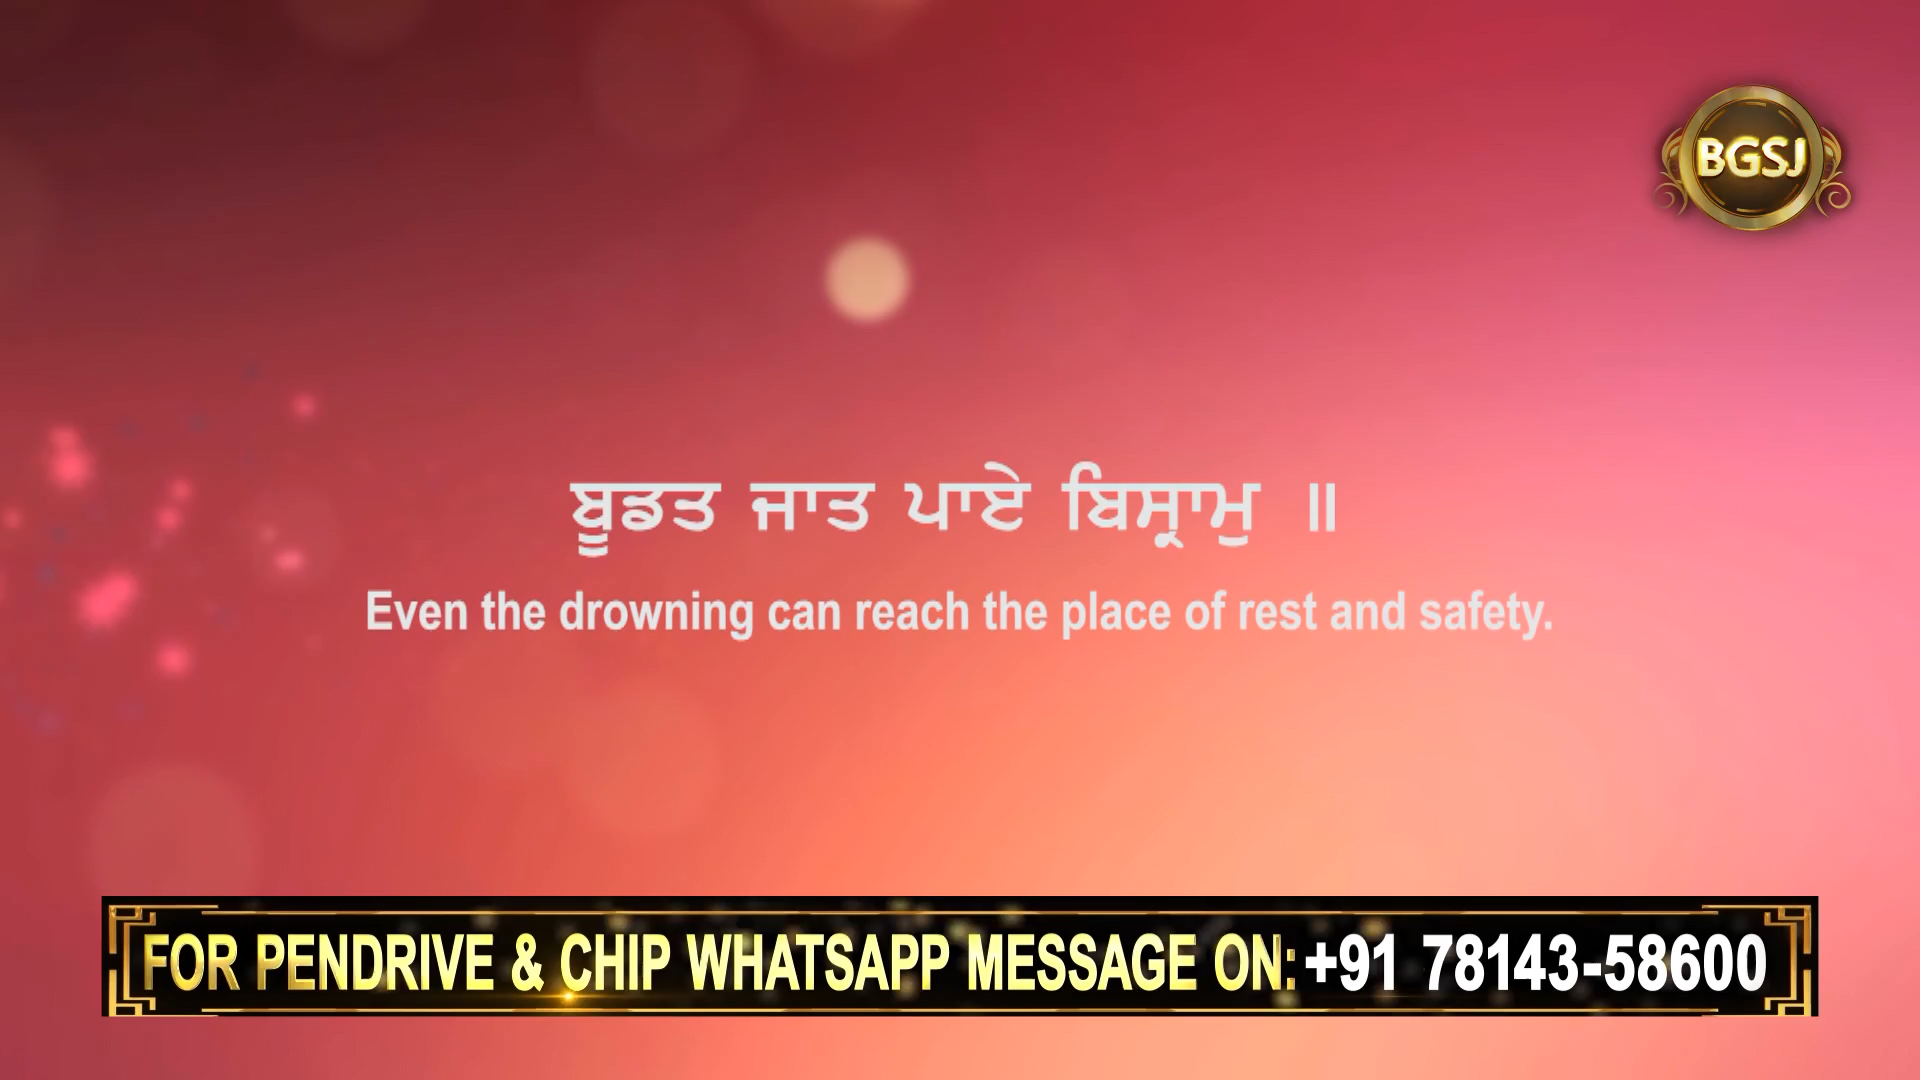 BGSJ
ਬੂਡਤ ਜਾਤ ਪਾਏ ਬਿਸ੍ਰਾਮੁ ॥
Even the drowning can reach the place of rest and safety.
FOR PENDRIVE & CHIP WHATSAPP MESSAGE ON: +91 78143-58600